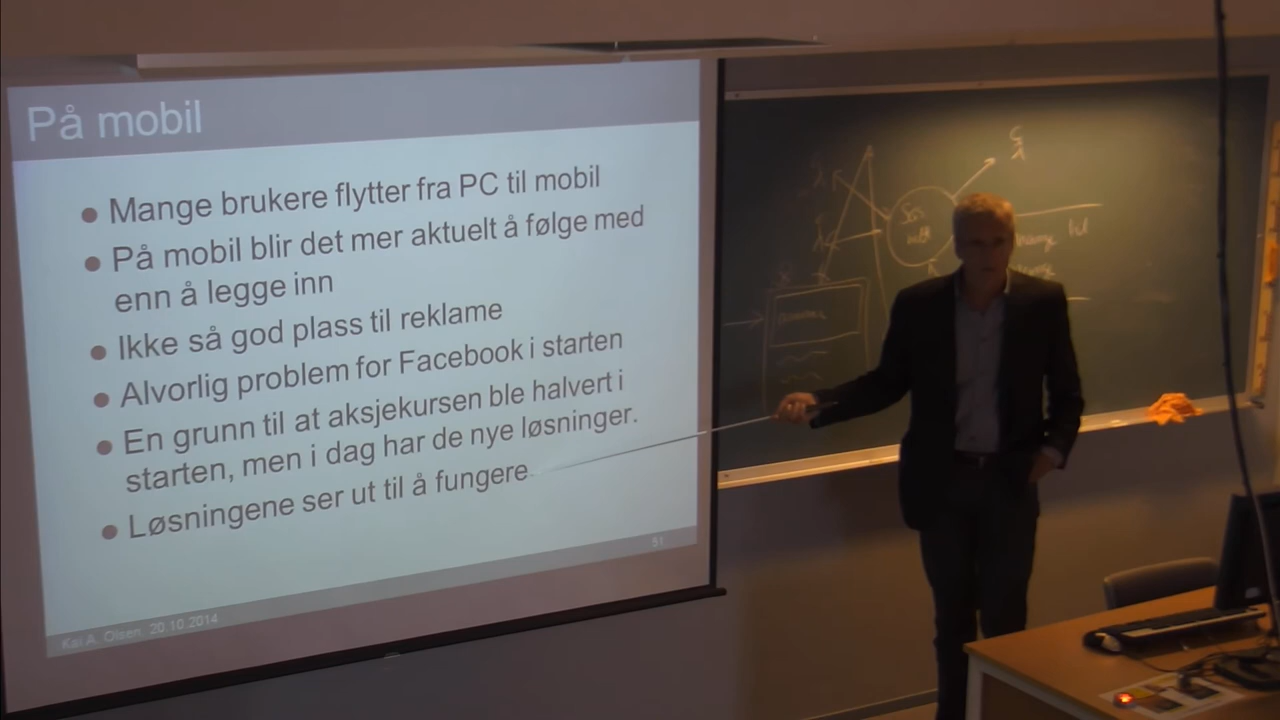 På mobil
Mange brukere flytter fra PC til mobil
På mobil blir det mer aktuelt å følge med
enn å legge inn
Ikke så god plass til reklame
Alvorlig problem for Facebook i starten
En grunn til at aksjekursen ble halvert i
starten, men i dag har de nye løsninger.
Løsningene ser ut til å fungere
51
Kai A. Olsen, 20.10.2014